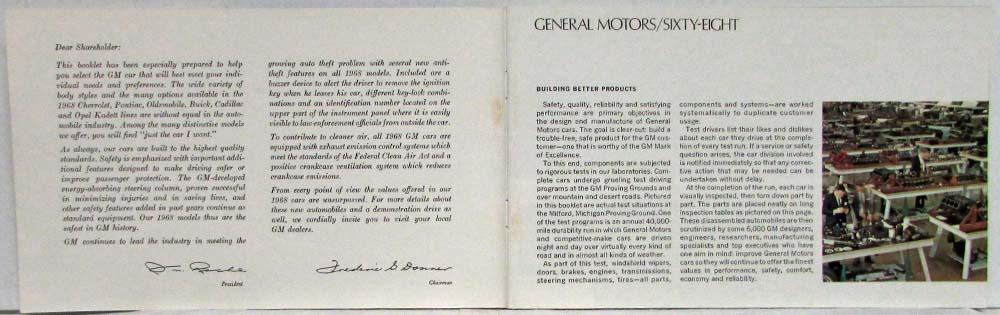 Dear Shareholder:
This booklet has been especially prepared to help
you select the GM car that will best meet your indi-
vidual needs and preferences. The wide variety of
body styles and the many options available in the
1968 Chevrolet, Pontiac, Oldsmobile, Buick, Cadillac
and Opel Kadett lines are without equal in the auto-
mobile industry. Among the many distinctive models
we offer, you will find "just the car I want."
As always, our cars are built to the highest quality
standards. Safety is emphasized with important addi-
tional features designed to make driving safer or
improve passenger protection. The GM-developed
energy-absorbing steering column, proven successful
in minimizing injuries and in saving lives, and
other safety features added in past years continue as
standard equipment. Our 1968 models thus are the
safest in GM history.
GM continues to lead the industry in meeting the
President
growing auto theft problem with several new anti-
theft features on all 1968 models. Included are a
buzzer device to alert the driver to remove the ignition
key when he leaves his car, different key-lock combi-
nations and an identification number located on the
upper part of the instrument panel where it is easily
visible to law enforcement officials from outside the car.
To contribute to cleaner air, all 1968 GM cars are
equipped with exhaust emission control systems which
meet the standards of the Federal Clean Air Act and a
positive crankcase ventilation system which reduces
crankcase emissions.
From every point of view the values offered in our
1968 cars are unsurpassed. For more details about
these new automobiles and a demonstration drive as
well, we cordially invite you to visit your local
GM dealers.
Frederic G. Donner
Chairman
GENERAL MOTORS/SIXTY-EIGHT
BUILDING BETTER PRODUCTS
Safety, quality, reliability and satisfying
performance are primary objectives in
the design and manufacture of General
Motors cars. The goal is clear-cut: build a
trouble-free, safe product for the GM cus-
tomer—one that is worthy of the GM Mark
of Excellence.
To this end, components are subjected
to rigorous tests in our laboratories. Com-
plete cars undergo grueling test driving
programs at the GM Proving Grounds and
over mountain and desert roads. Pictured
in this booklet are actual test situations at
the Milford, Michigan Proving Ground. One
of the test programs is an annual 40,000-
mile durability run in which General Motors
and competitive-make cars are driven
night and day over virtually every kind of
road and in almost all kinds of weather.
As part of this test, windshield wipers,
doors, brakes, engines, transmissions,
steering mechanisms, tires—all parts,
components and systems—are worked
systematically to duplicate customer
usage.
Test drivers list their likes and dislikes
about each car they drive at the comple-
tion of every test run. If a service or safety
question arises, the car division involved
is notified immediately so that any correc-
tive action that may be needed can be
undertaken without delay.
At the completion of the run, each car is
visually inspected, then torn down part by
part. The parts are placed neatly on long
inspection tables as pictured on this page.
These disassembled automobiles are then
scrutinized by some 6,000 GM designers,
engineers, researchers, manufacturing
specialists and top executives who have
one aim in mind: improve General Motors
cars so they will continue to offer the finest
values in performance, safety, comfort,
economy and reliability.